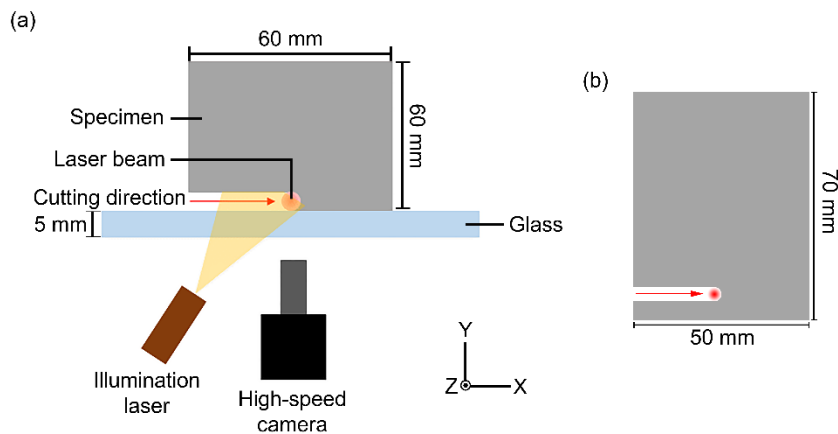 (a)
60 mm
Specimen
Laser beam
Cutting direction
60 mm
5 mm
Glass
Illumination
laser
High-speed
camera
Y
Z
X
(b)
70 mm
50 mm